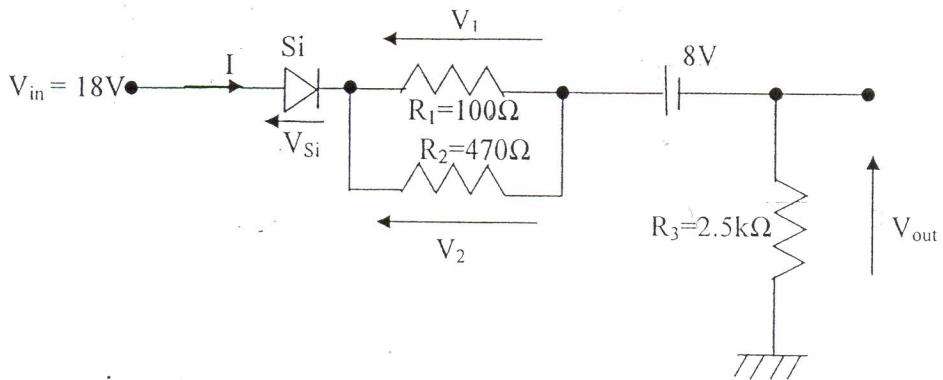 V₁
Si
8V
I
Vin = 18V
R₁=100Ω
VSi
R₂=470Ω
R₃=2.5kΩ
Vout
V₂